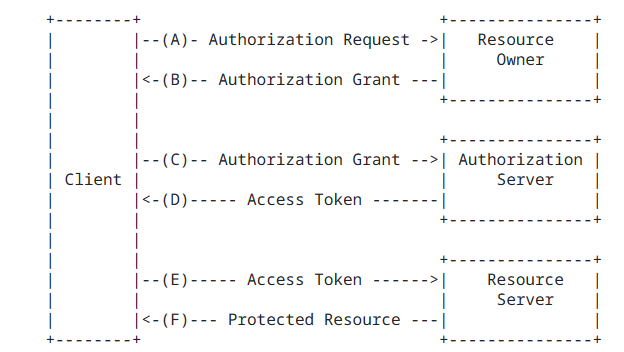 +--------+                               +---------------+
|        |--(A)- Authorization Request ->|   Resource    |
|        |                               |     Owner     |
|        |<-(B)-- Authorization Grant ---|               |
|        |                               +---------------+
|        |
|        |                               +---------------+
|        |--(C)-- Authorization Grant -->| Authorization |
| Client |                               |     Server    |
|        |<-(D)----- Access Token -------|               |
|        |                               +---------------+
|        |
|        |                               +---------------+
|        |--(E)----- Access Token ------>|    Resource   |
|        |                               |     Server    |
|        |<-(F)--- Protected Resource ---|               |
+--------+                               +---------------+